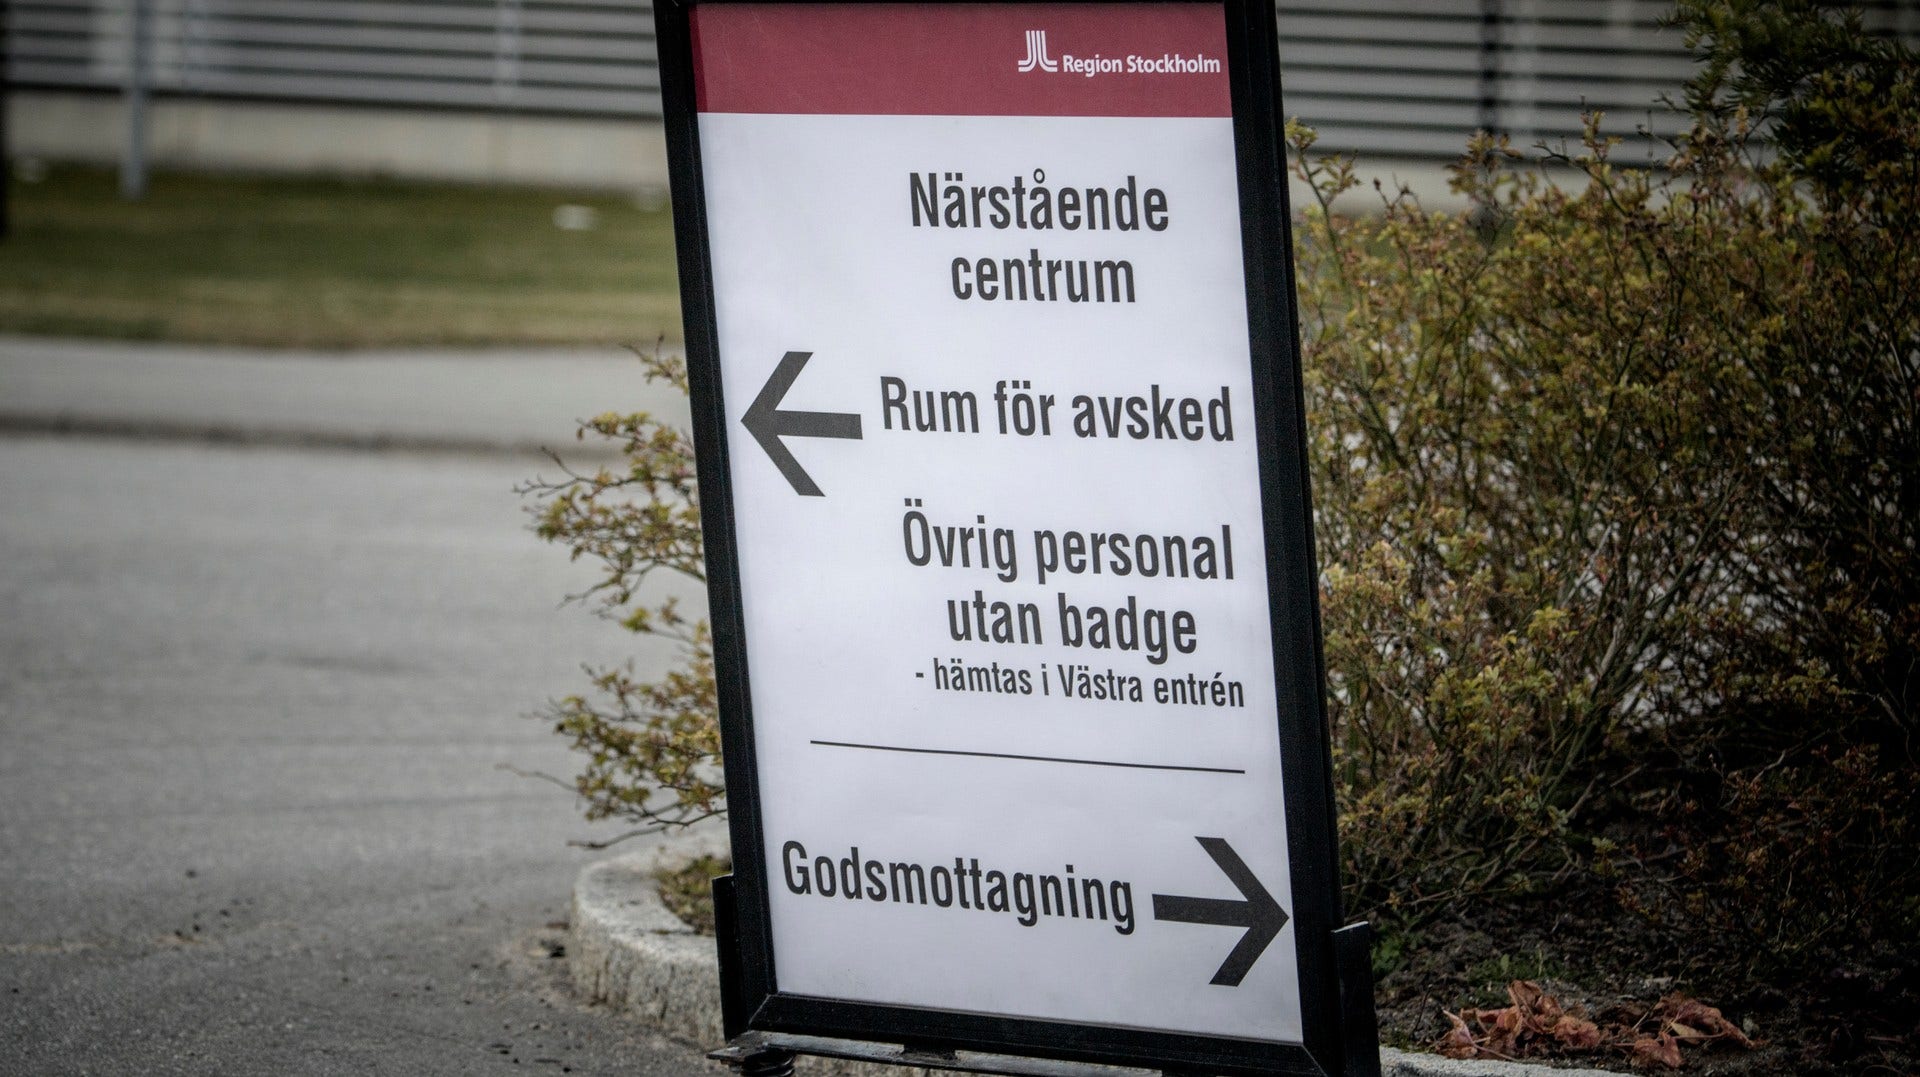 Region Stockholm
Närstående
centrum
Rum för avsked
Övrig personal
utan badge
- hämtas i Västra entrén
Godsmottagning